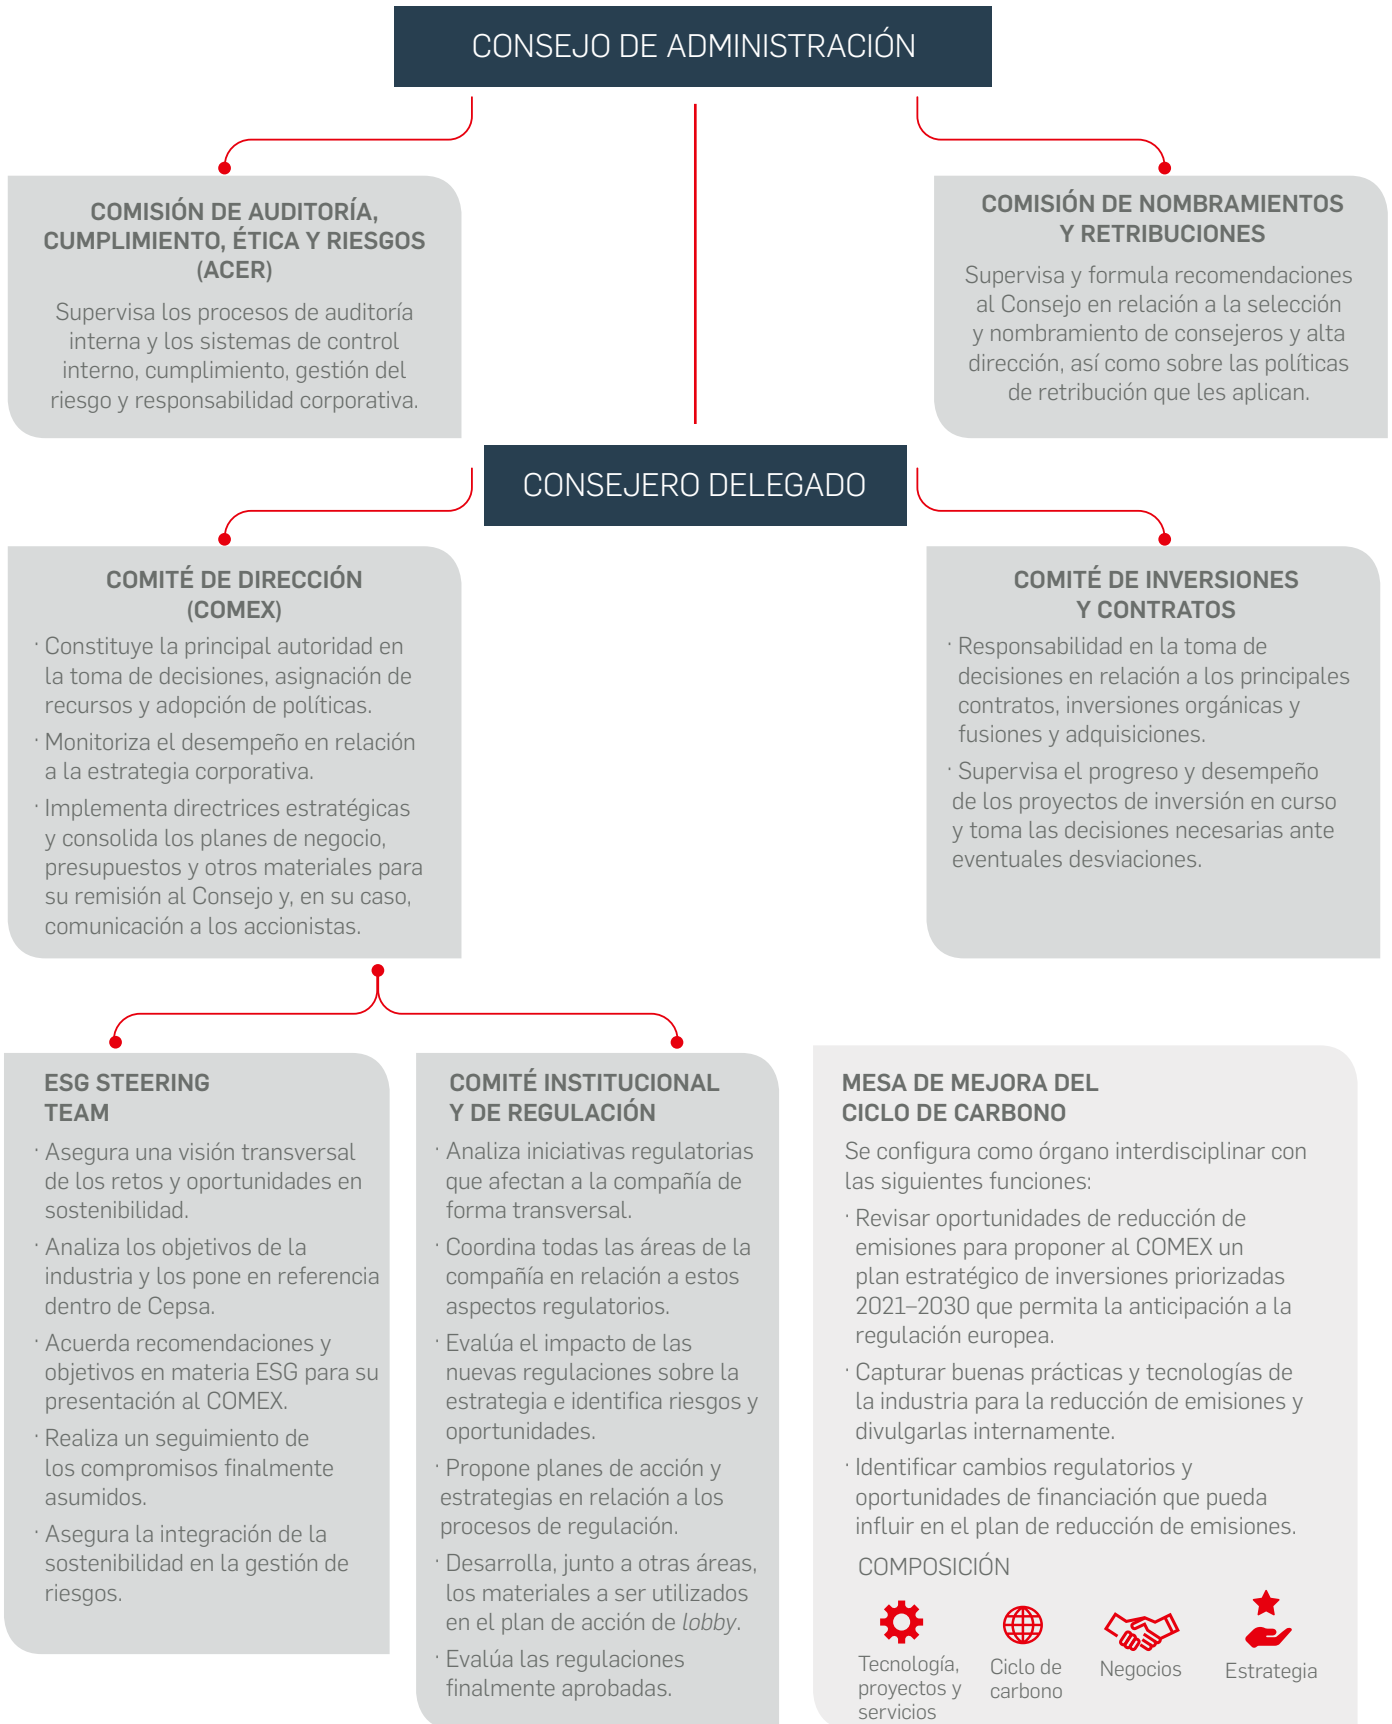 CONSEJO DE ADMINISTRACIÓN
COMISIÓN DE AUDITORÍA,
CUMPLIMIENTO, ÉTICA Y RIESGOS
(ACER)
Supervisa los procesos de auditoría
interna y los sistemas de control
interno, cumplimiento, gestión del
riesgo y responsabilidad corporativa.
COMISIÓN DE NOMBRAMIENTOS
Y RETRIBUCIONES
Supervisa y formula recomendaciones
al Consejo en relación a la selección
y nombramiento de consejeros y alta
dirección, así como sobre las políticas
de retribución que les aplican.
CONSEJERO DELEGADO
COMITÉ DE DIRECCIÓN
(COMEX)
· Constituye la principal autoridad en
la toma de decisiones, asignación de
recursos y adopción de políticas.
· Monitoriza el desempeño en relación
a la estrategia corporativa.
· Implementa directrices estratégicas
y consolida los planes de negocio,
presupuestos y otros materiales para
su remisión al Consejo y, en su caso,
comunicación a los accionistas.
COMITÉ DE INVERSIONES
Y CONTRATOS
· Responsabilidad en la toma de
decisiones en relación a los principales
contratos, inversiones orgánicas y
fusiones y adquisiciones.
· Supervisa el progreso y desempeño
de los proyectos de inversión en curso
y toma las decisiones necesarias ante
eventuales desviaciones.
ESG STEERING
TEAM
· Asegura una visión transversal
de los retos y oportunidades en
sostenibilidad.
· Analiza los objetivos de la
industria y los pone en referencia
dentro de Cepsa.
· Acuerda recomendaciones y
objetivos en materia ESG para su
presentación al COMEX.
· Realiza un seguimiento de
los compromisos finalmente
asumidos.
· Asegura la integración de la
sostenibilidad en la gestión de
riesgos.
COMITÉ INSTITUCIONAL
Y DE REGULACIÓN
· Analiza iniciativas regulatorias
que afectan a la compañía de
forma transversal.
· Coordina todas las áreas de la
compañía en relación a estos
aspectos regulatorios.
· Evalúa el impacto de las
nuevas regulaciones sobre la
estrategia e identifica riesgos y
oportunidades.
· Propone planes de acción y
estrategias en relación a los
procesos de regulación.
· Desarrolla, junto a otras áreas,
los materiales a ser utilizados
en el plan de acción de lobby.
· Evalúa las regulaciones
finalmente aprobadas.
MESA DE MEJORA DEL
CICLO DE CARBONO
Se configura como órgano interdisciplinar con
las siguientes funciones:
· Revisar oportunidades de reducción de
emisiones para proponer al COMEX un
plan estratégico de inversiones priorizadas
2021–2030 que permita la anticipación a la
regulación europea.
· Capturar buenas prácticas y tecnologías de
la industria para la reducción de emisiones y
divulgarlas internamente.
· Identificar cambios regulatorios y
oportunidades de financiación que pueda
influir en el plan de reducción de emisiones.
COMPOSICIÓN
Tecnología,
proyectos y
servicios
Ciclo de
carbono
Negocios
Estrategia